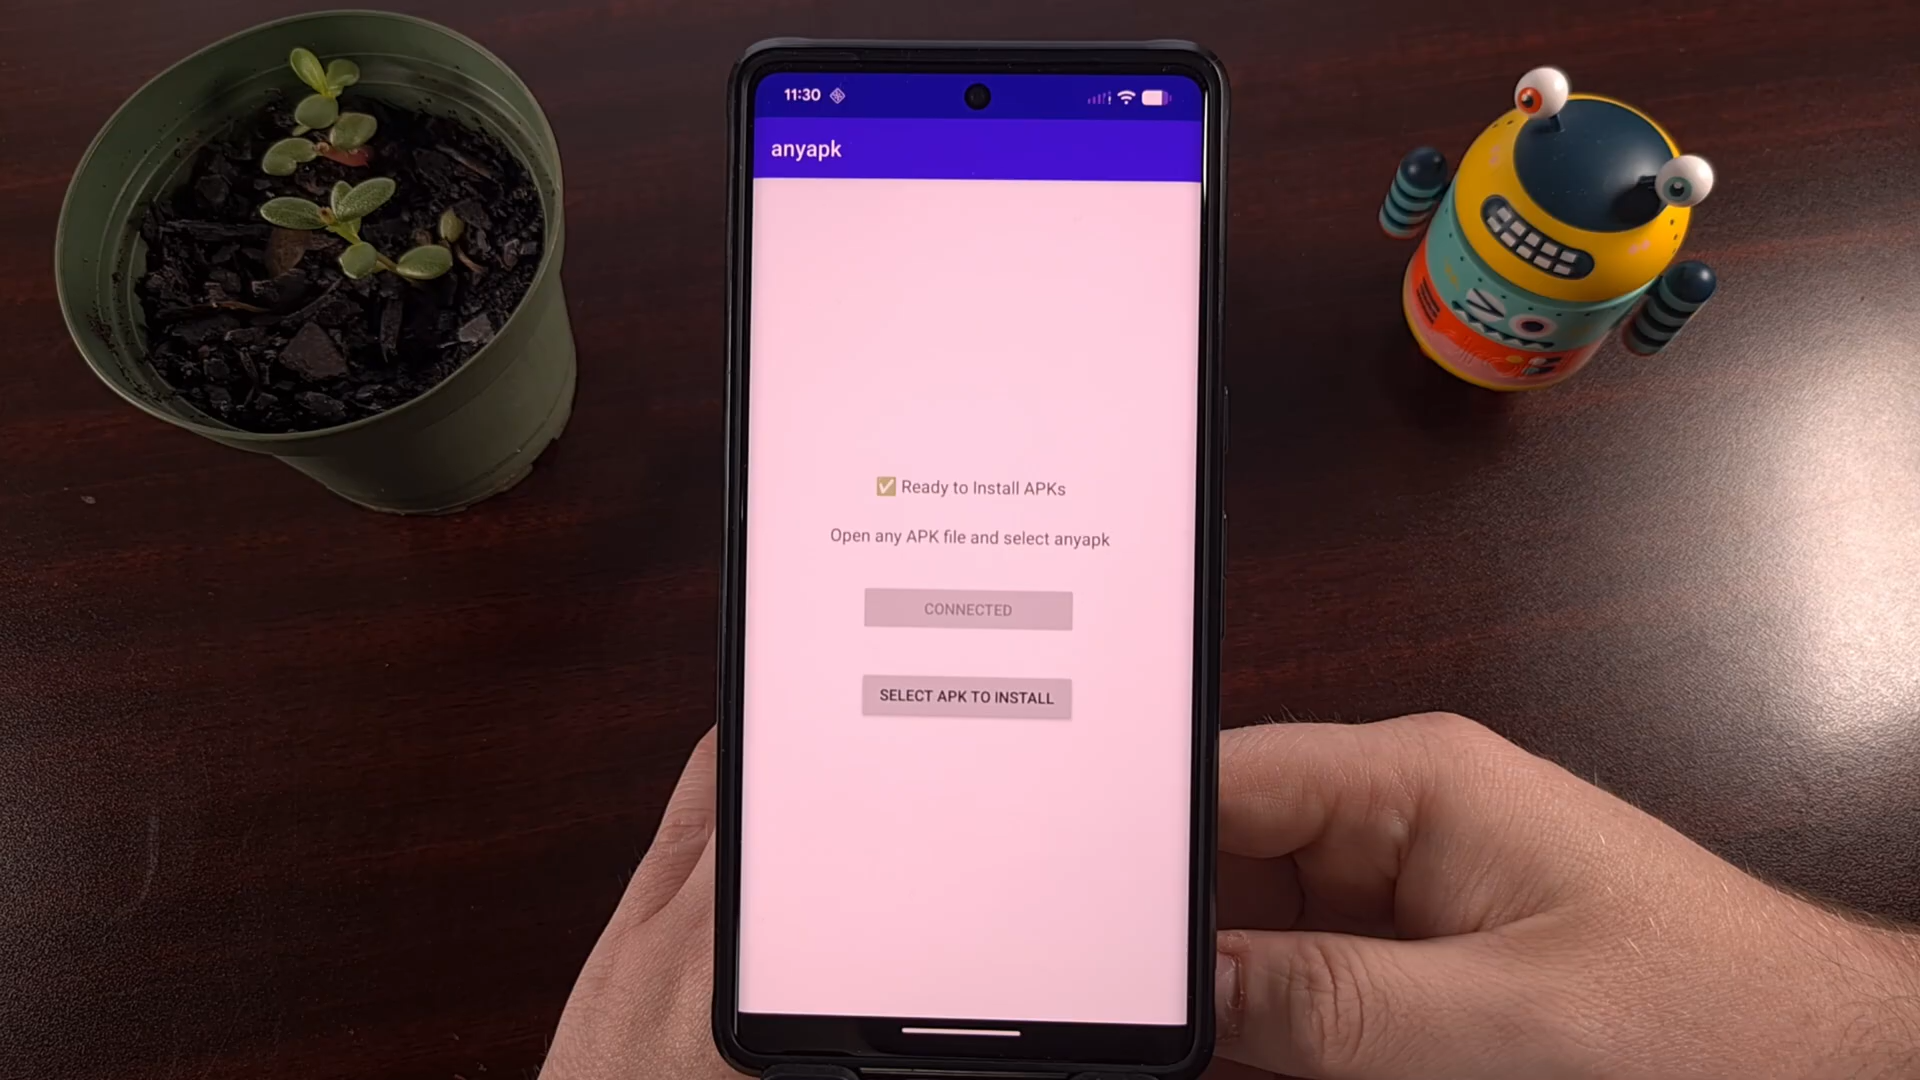 11:30
anyapk
✅ Ready to Install APKs
Open any APK file and select anyapk
CONNECTED
SELECT APK TO INSTALL